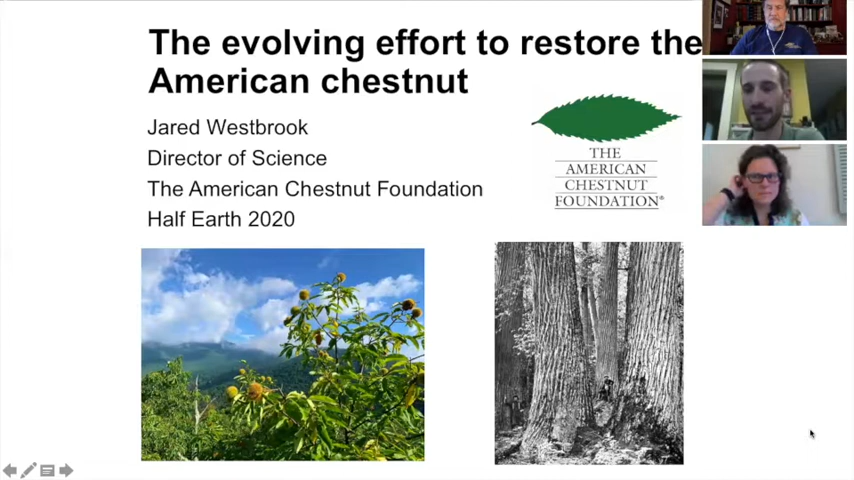 The evolving effort to restore the
American chestnut
Jared Westbrook
Director of Science
The American Chestnut Foundation
Half Earth 2020
THE
AMERICAN
CHESTNUT
FOUNDATION®